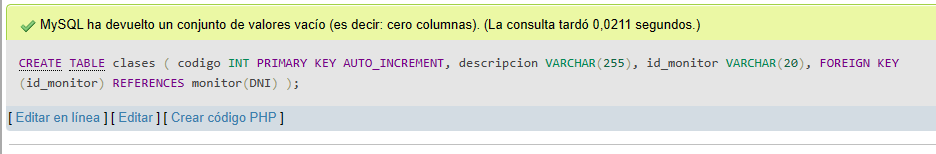 MySQL ha devuelto un conjunto de valores vacío (es decir: cero columnas). (La consulta tardó 0,0211 segundos.)
CREATE TABLE clases ( codigo INT PRIMARY KEY AUTO_INCREMENT, descripcion VARCHAR(255), id_monitor VARCHAR(20), FOREIGN KEY
(id_monitor) REFERENCES monitor(DNI) );
[ Editar en línea ] [ Editar ] [ Crear código PHP ]